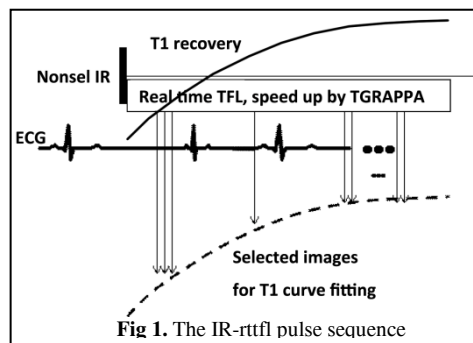 T1 recovery
Nonsel IR
Real time TFL, speed up by TGRAPPA
ECG
Selected images
for T1 curve fitting
Fig 1. The IR-rttfl pulse sequence